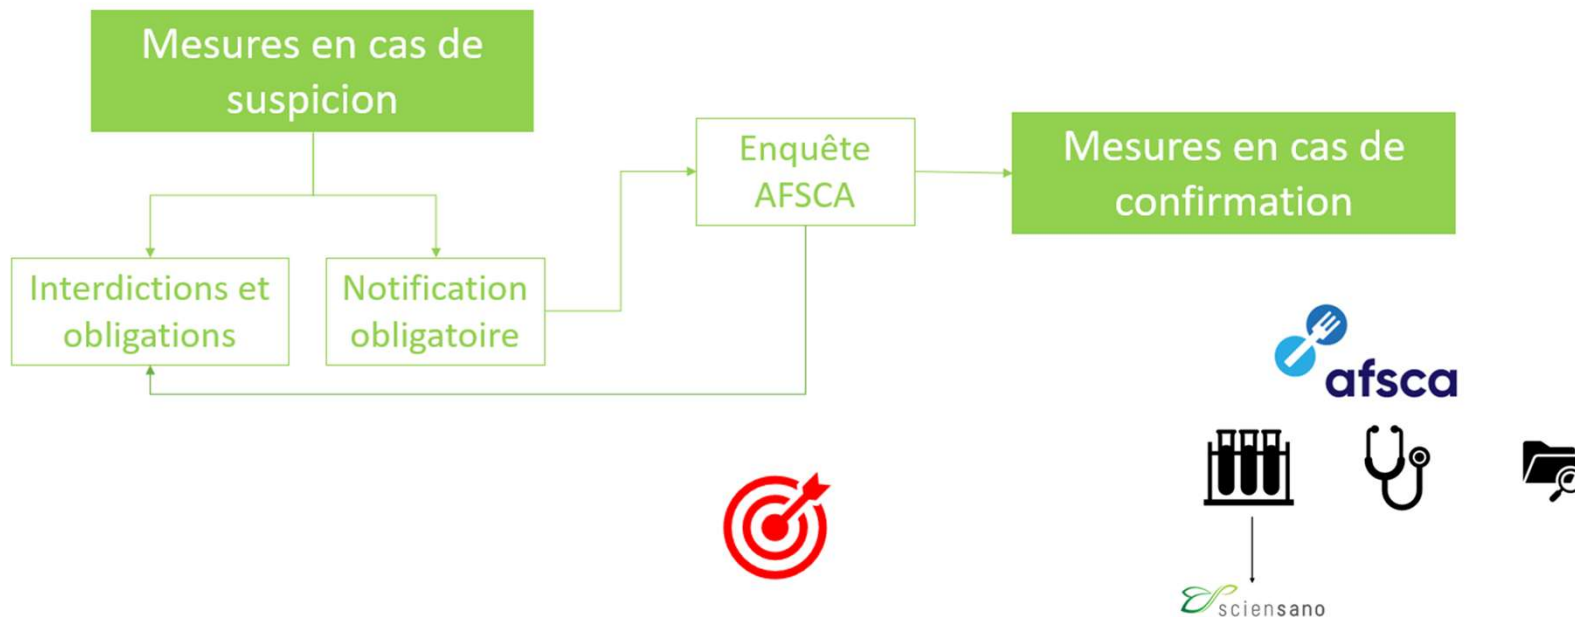 Mesures en cas de
suspicion
Enquête
AFSCA
Mesures en cas de
confirmation
Interdictions et
obligations
Notification
obligatoire
afsca
sciensano